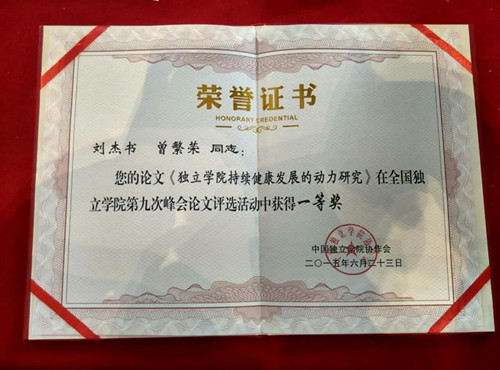 荣誉证书
HONORARY CREDENTIAL
刘杰书 曾繁荣 同志：
您的论文《独立学院持续健康发展的动力研究》在全国独
立学院第九次峰会论文评选活动中获得一等奖
中国独立学院协作会
二〇一五年六月二十三日